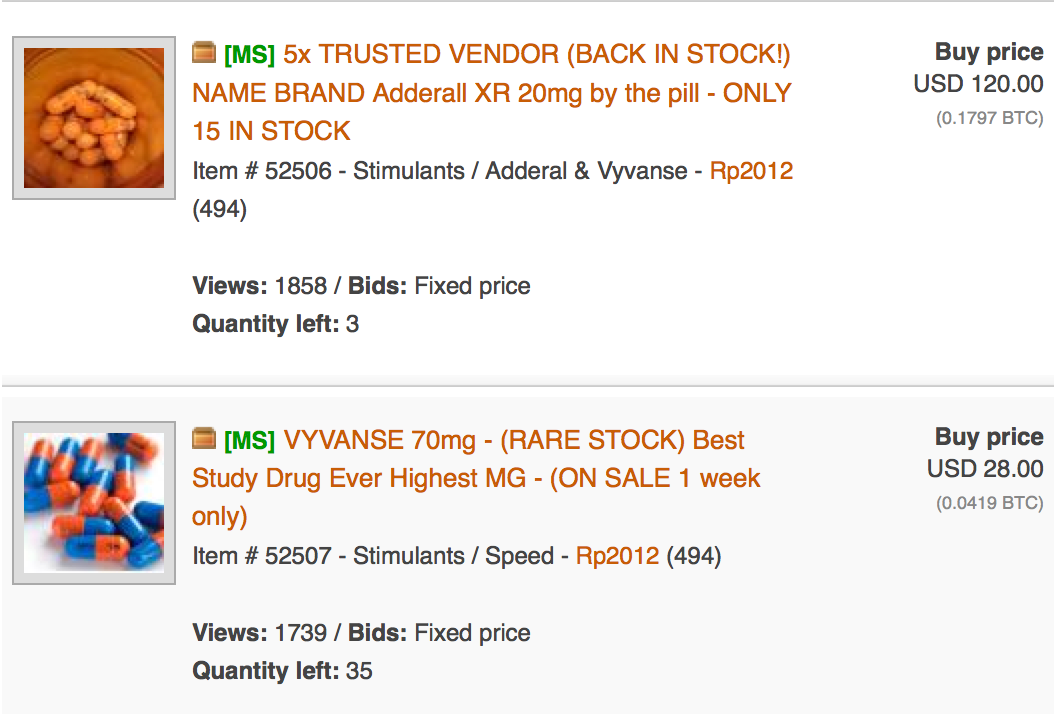 [MS] 5x TRUSTED VENDOR (BACK IN STOCK!)
NAME BRAND Adderall XR 20mg by the pill - ONLY
15 IN STOCK
Item # 52506 - Stimulants / Adderal & Vyvanse - Rp2012
(494)
Views: 1858 / Bids: Fixed price
Quantity left: 3
Buy price
USD 120.00
(0.1797 BTC)
[MS] VYVANSE 70mg - (RARE STOCK) Best
Study Drug Ever Highest MG - (ON SALE 1 week
only)
Item # 52507 - Stimulants / Speed - Rp2012 (494)
Views: 1739 / Bids: Fixed price
Quantity left: 35
Buy price
USD 28.00
(0.0419 BTC)